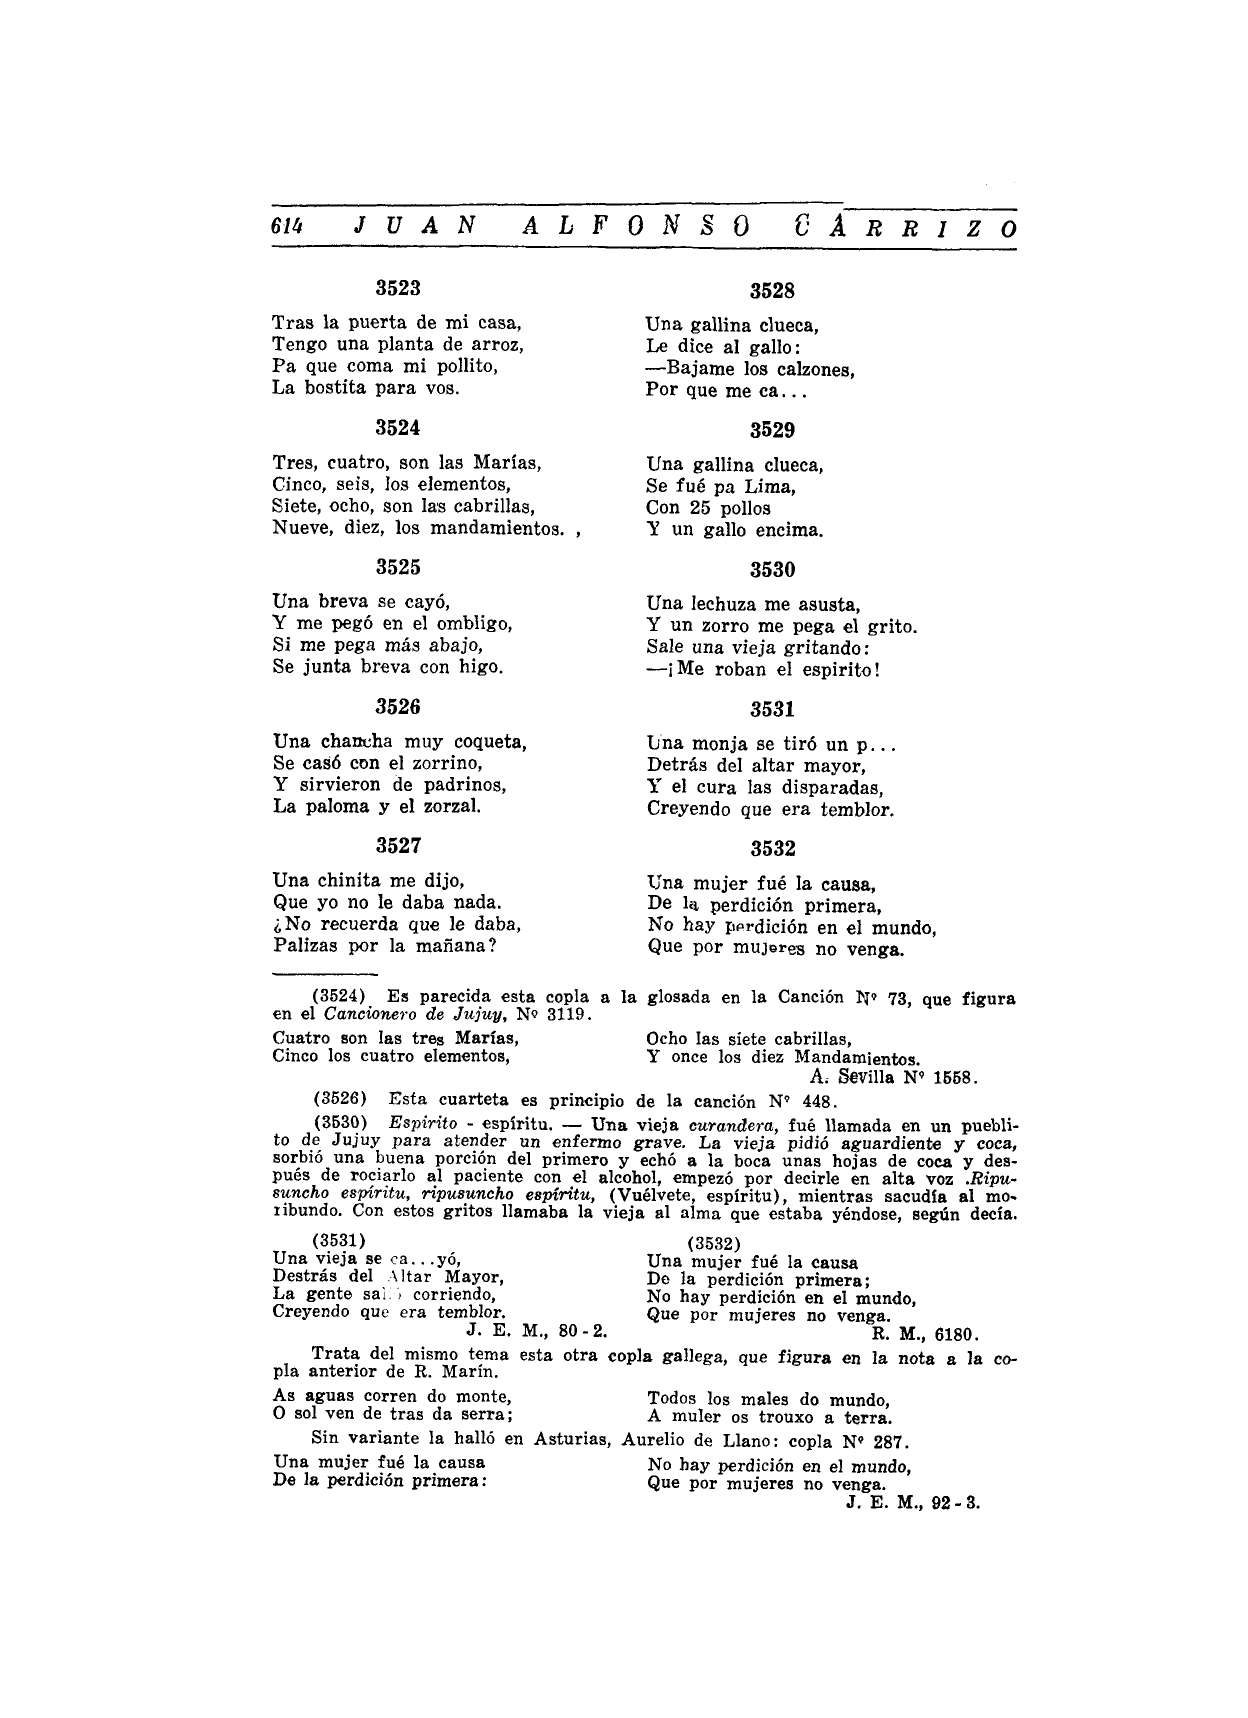 614 JUAN ALFONSO CARRIZO
3523
Tras la puerta de mi casa,
Tengo una planta de arroz,
Pa que coma mi pollito,
La bostita para vos.
3524
Tres, cuatro, son las Marías,
Cinco, seis, los elementos,
Siete, ocho, son las cabrillas,
Nueve, diez, los mandamientos. ,
3525
Una breva se cayó,
Y me pegó en el ombligo,
Si me pega más abajo,
Se junta breva con higo.
3526
Una chancha muy coqueta,
Se casó con el zorrino,
Y sirvieron de padrinos,
La paloma y el zorzal.
3527
Una chinita me dijo,
Que yo no le daba nada.
¿No recuerda que le daba,
Palizas por la mañana?
3528
Una gallina clueca,
Le dice al gallo:
—Bajame los calzones,
Por que me ca...
3529
Una gallina clueca,
Se fué pa Lima,
Con 25 pollos
Y un gallo encima.
3530
Una lechuza me asusta,
Y un zorro me pega el grito.
Sale una vieja gritando:
—¡Me roban el espirito!
3531
Una monja se tiró un p...
Detrás del altar mayor,
Y el cura las disparadas,
Creyendo que era temblor.
3532
Una mujer fué la causa,
De la perdición primera,
No hay perdición en el mundo,
Que por mujeres no venga.
(3524) Es parecida esta copla a la glosada en la Canción Nº 73, que figura
en el Cancionero de Jujuy, Nº 3119.
Cuatro son las tres Marías,
Cinco los cuatro elementos,
Ocho las siete cabrillas,
Y once los diez Mandamientos.
A. Sevilla Nº 1558.
(3526) Esta cuarteta es principio de la canción Nº 448.
(3530) Espirito - espíritu. — Una vieja curandera, fué llamada en un puebli-
to de Jujuy para atender un enfermo grave. La vieja pidió aguardiente y coca,
sorbió una buena porción del primero y echó a la boca unas hojas de coca y des-
pués de rociarlo al paciente con el alcohol, empezó por decirle en alta voz .Ripu-
suncho espíritu, ripusuncho espíritu, (Vuélvete, espíritu), mientras sacudía al mo-
ribundo. Con estos gritos llamaba la vieja al alma que estaba yéndose, según decía.
(3531)
Una vieja se ca...yó,
Destrás del Altar Mayor,
La gente salió corriendo,
Creyendo que era temblor.
J. E. M., 80-2.
(3532)
Una mujer fué la causa
De la perdición primera;
No hay perdición en el mundo,
Que por mujeres no venga.
R. M., 6180.
Trata del mismo tema esta otra copla gallega, que figura en la nota a la co-
pla anterior de R. Marín.
As aguas corren do monte,
O sol ven de tras da serra;
Todos los males do mundo,
A muler os trouxo a terra.
Sin variante la halló en Asturias, Aurelio de Llano: copla Nº 287.
Una mujer fué la causa
De la perdición primera:
No hay perdición en el mundo,
Que por mujeres no venga.
J. E. M., 92-3.